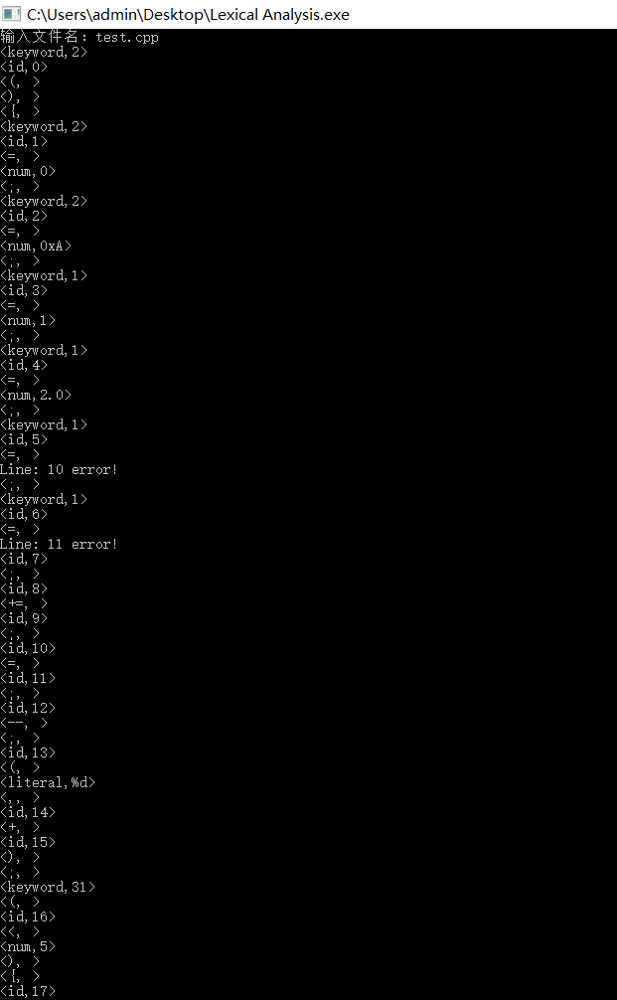 C:\Users\admin\Desktop\Lexical Analysis.exe
输入文件名：test.cpp
<keyword,2>
<id,0>
<(, >
<), >
<{, >
<keyword,2>
<id,1>
<=, >
<num,0>
<;, >
<keyword,2>
<id,2>
<=, >
<num,0xA>
<;, >
<keyword,1>
<id,3>
<=, >
<num,1>
<;, >
<keyword,1>
<id,4>
<=, >
<num,2.0>
<;, >
<keyword,1>
<id,5>
<=, >
Line: 10 error!
<;, >
<keyword,1>
<id,6>
<=, >
Line: 11 error!
<id,7>
<;, >
<id,8>
<+=, >
<id,9>
<;, >
<id,10>
<=, >
<id,11>
<;, >
<id,12>
<--, >
<;, >
<id,13>
<(, >
<literal,%d>
<,, >
<id,14>
<+, >
<id,15>
<), >
<;, >
<keyword,31>
<(, >
<id,16>
<<, >
<num,5>
<), >
<{, >
<id,17>